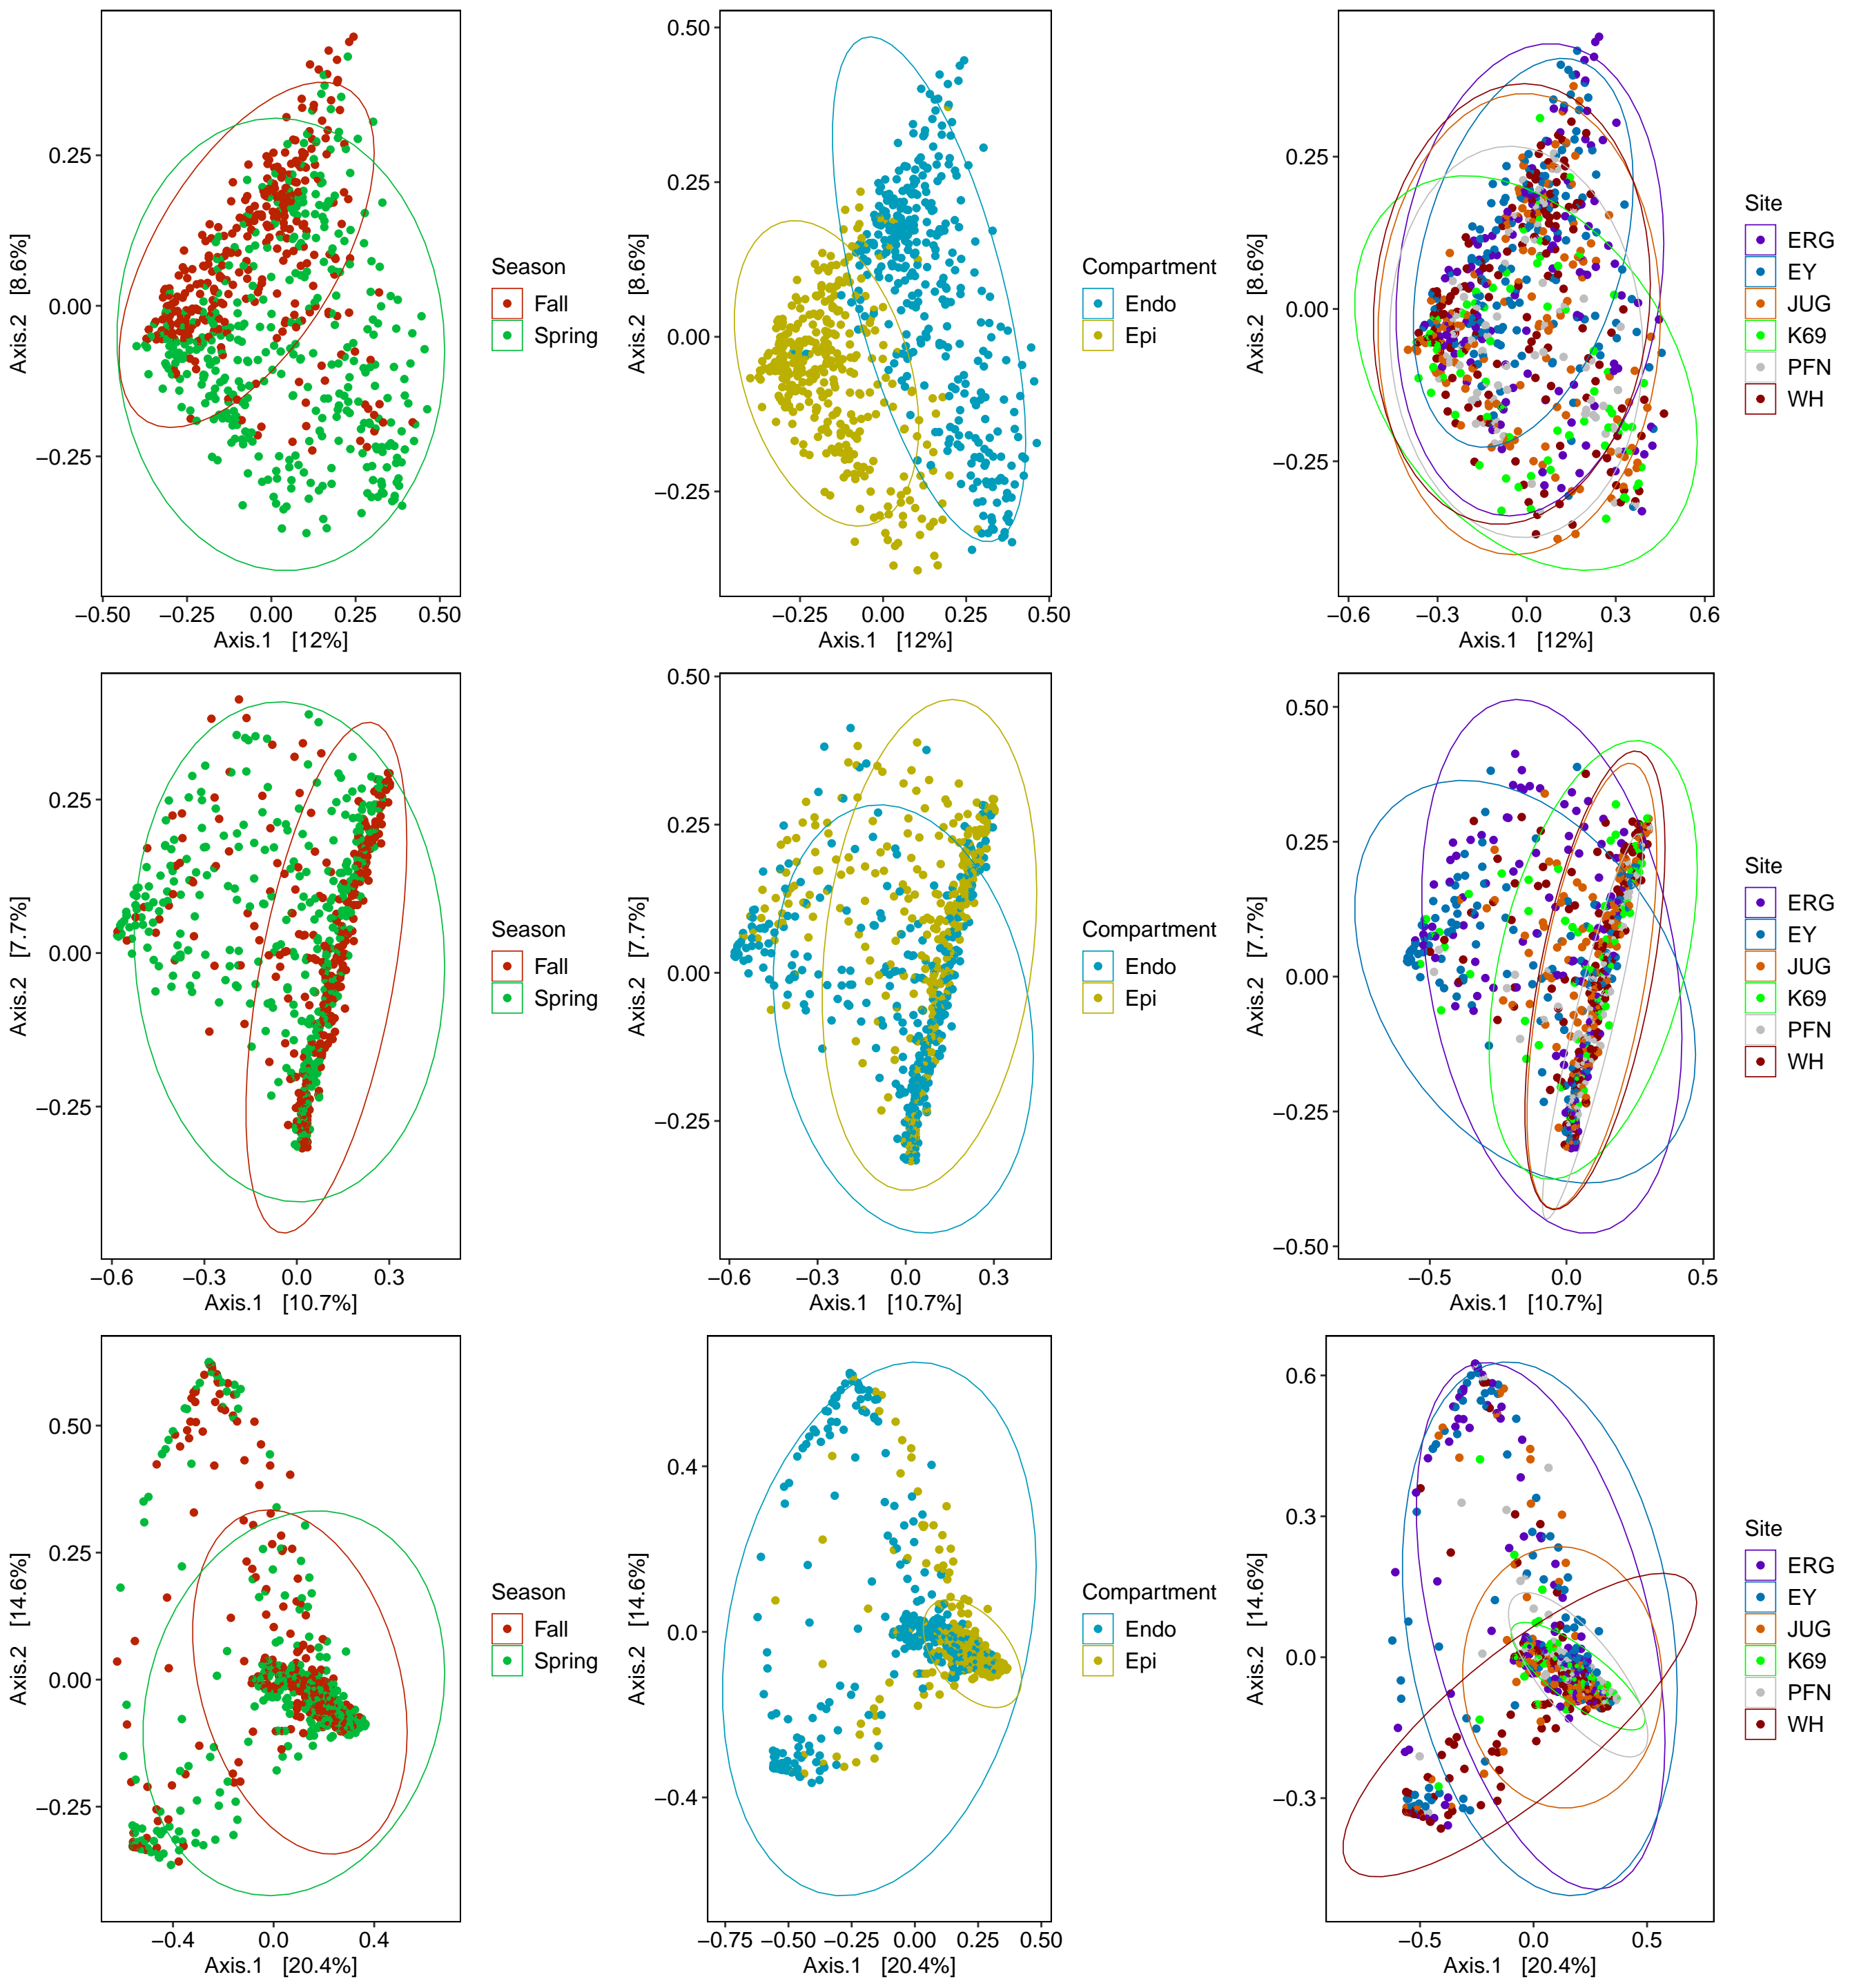 0.25
0.00
−0.25
Axis.2 [8.6%]
−0.50 −0.25 0.00 0.25 0.50
Axis.1 [12%]
Season
Fall
Spring
0.50
0.25
0.00
−0.25
Axis.2 [8.6%]
−0.25 0.00 0.25 0.50
Axis.1 [12%]
Compartment
Endo
Epi
0.25
0.00
−0.25
Axis.2 [8.6%]
−0.6 −0.3 0.0 0.3 0.6
Axis.1 [12%]
Site
ERG
EY
JUG
K69
PFN
WH
0.25
0.00
−0.25
Axis.2 [7.7%]
−0.6 −0.3 0.0 0.3
Axis.1 [10.7%]
Season
Fall
Spring
0.50
0.25
0.00
−0.25
Axis.2 [7.7%]
−0.6 −0.3 0.0 0.3
Axis.1 [10.7%]
Compartment
Endo
Epi
0.50
0.25
0.00
−0.25
−0.50
Axis.2 [7.7%]
−0.5 0.0 0.5
Axis.1 [10.7%]
Site
ERG
EY
JUG
K69
PFN
WH
0.50
0.25
0.00
−0.25
Axis.2 [14.6%]
−0.4 0.0 0.4
Axis.1 [20.4%]
Season
Fall
Spring
0.4
0.0
−0.4
Axis.2 [14.6%]
−0.75 −0.50 −0.25 0.00 0.25 0.50
Axis.1 [20.4%]
Compartment
Endo
Epi
0.6
0.3
0.0
−0.3
Axis.2 [14.6%]
−0.5 0.0 0.5
Axis.1 [20.4%]
Site
ERG
EY
JUG
K69
PFN
WH